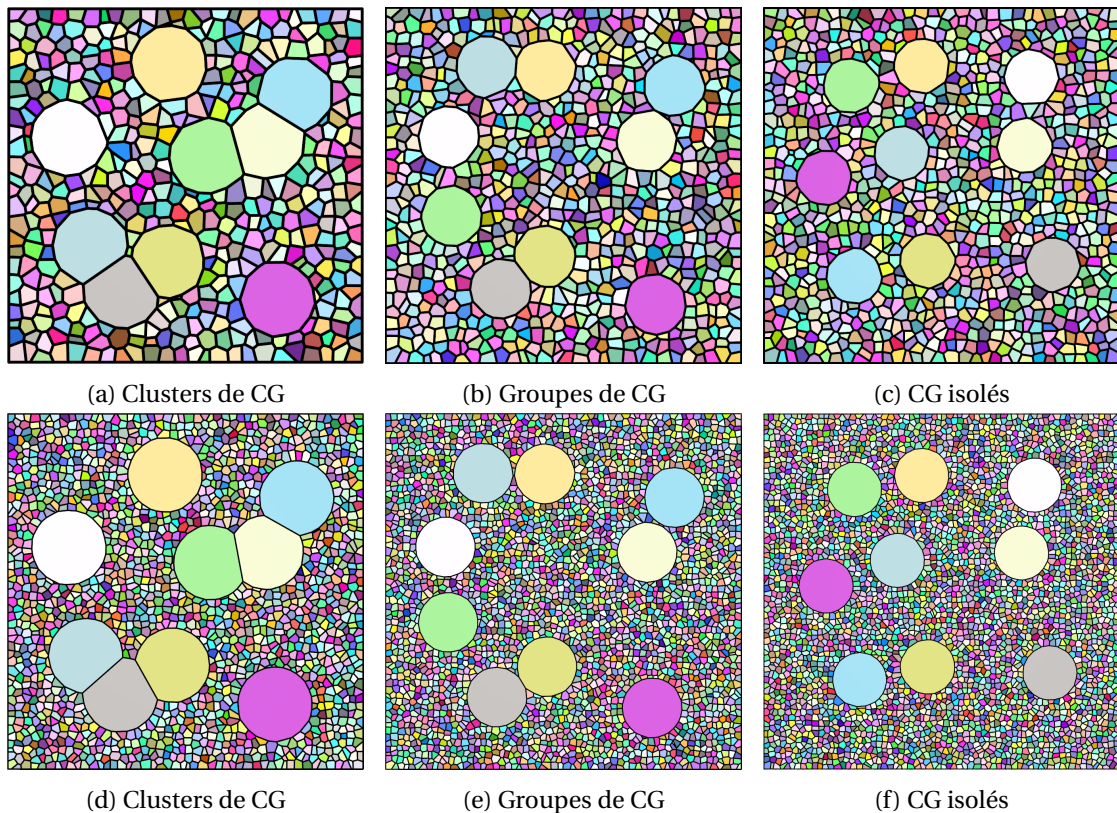 (a) Clusters de CG
(b) Groupes de CG
(c) CG isolés
(d) Clusters de CG
(e) Groupes de CG
(f) CG isolés